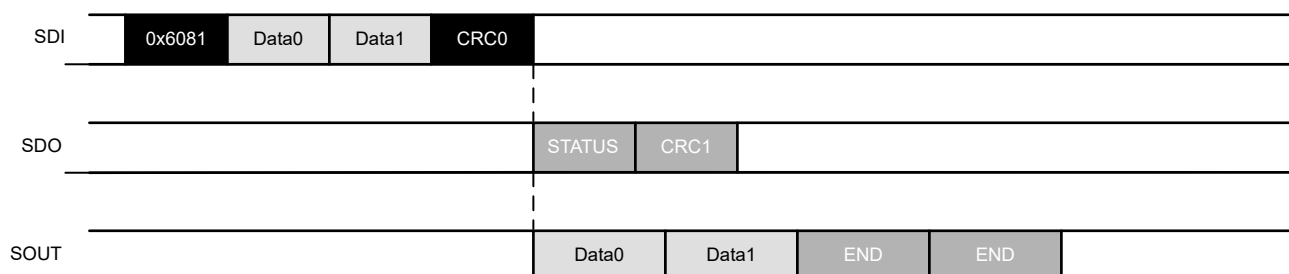 SDI 0x6081 Data0 Data1 CRC0
SDO STATUS CRC1
SOUT Data0 Data1 END END